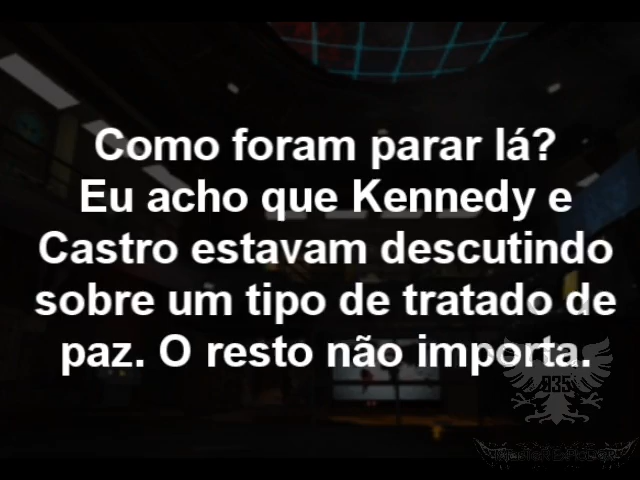 Como foram parar lá?
Eu acho que Kennedy e
Castro estavam descutindo
sobre um tipo de tratado de
paz. O resto não importa.
935